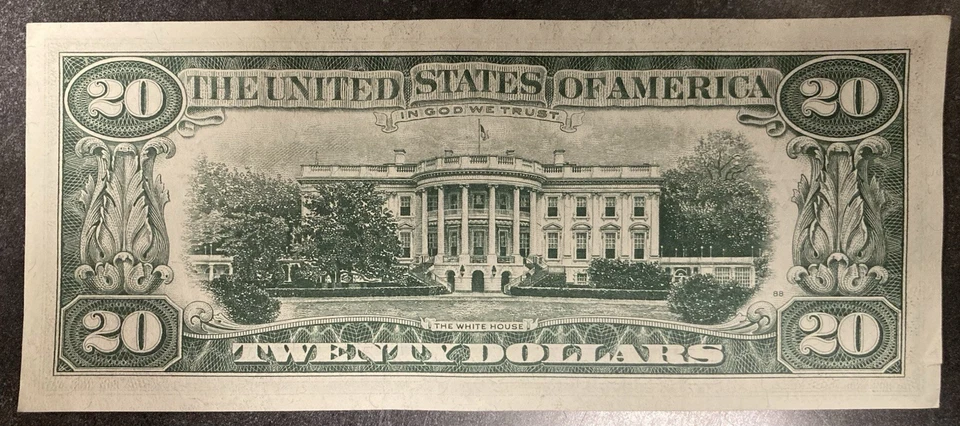 20 THE UNITED STATES OF AMERICA 20
IN GOD WE TRUST
88
THE WHITE HOUSE
20 TWENTY DOLLARS 20